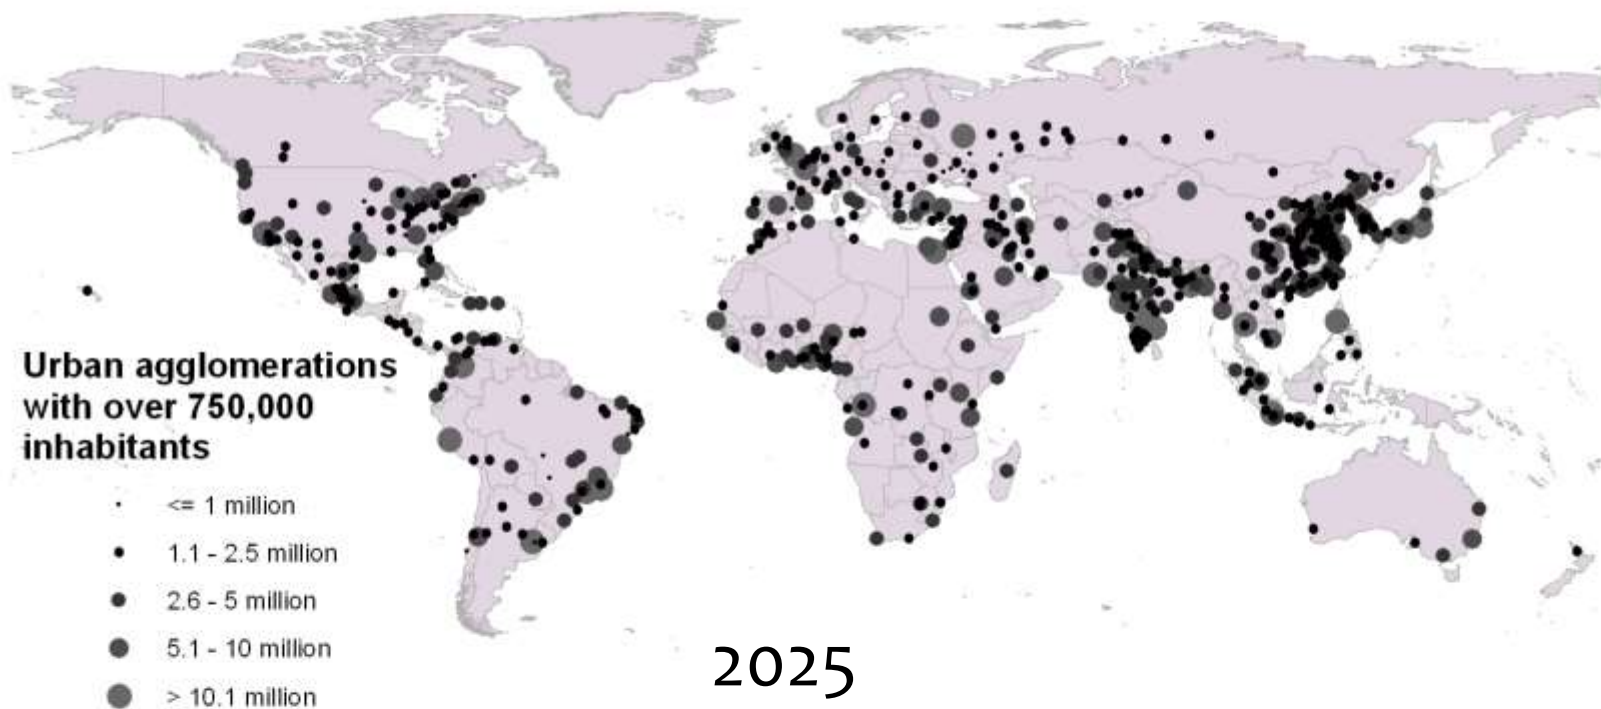 Urban agglomerations
with over 750,000
inhabitants
<= 1 million
1.1 - 2.5 million
2.6 - 5 million
5.1 - 10 million
> 10.1 million
2025